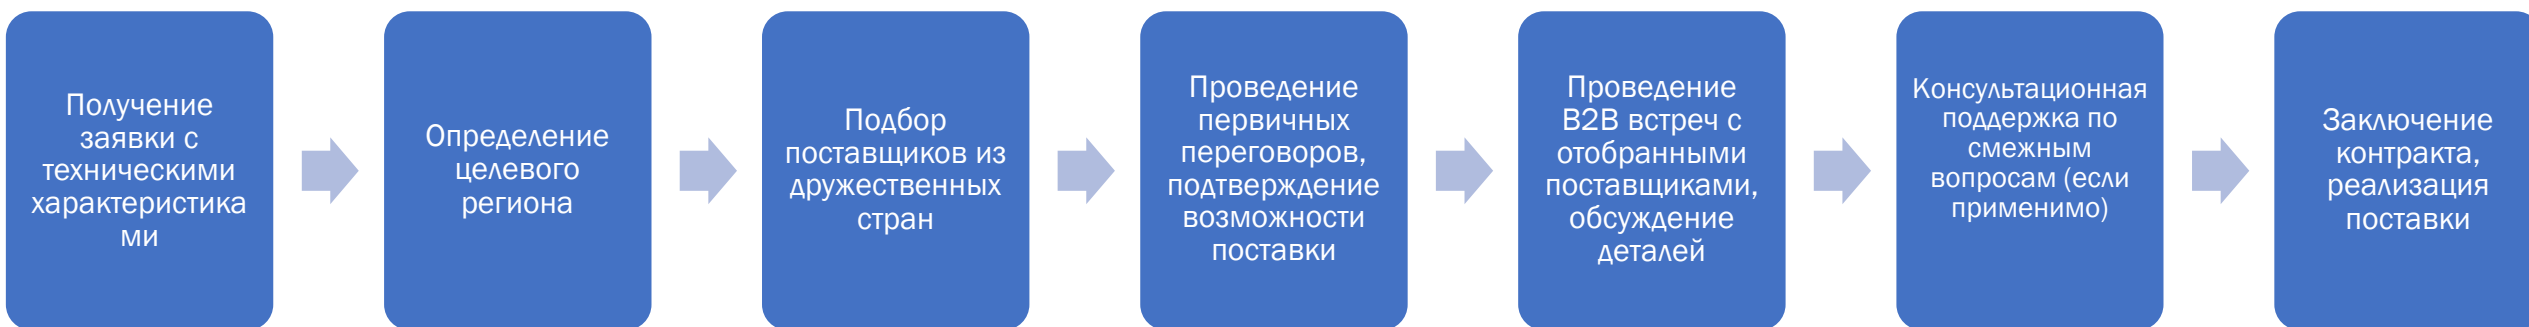 Получение
заявки с
техническими
характеристика
ми
Определение
целевого
региона
Подбор
поставщиков из
дружественных
стран
Проведение
первичных
переговоров,
подтверждение
возможности
поставки
Проведение
B2B встреч с
отобранными
поставщиками,
обсуждение
деталей
Консультационная
поддержка по
смежным
вопросам (если
применимо)
Заключение
контракта,
реализация
поставки